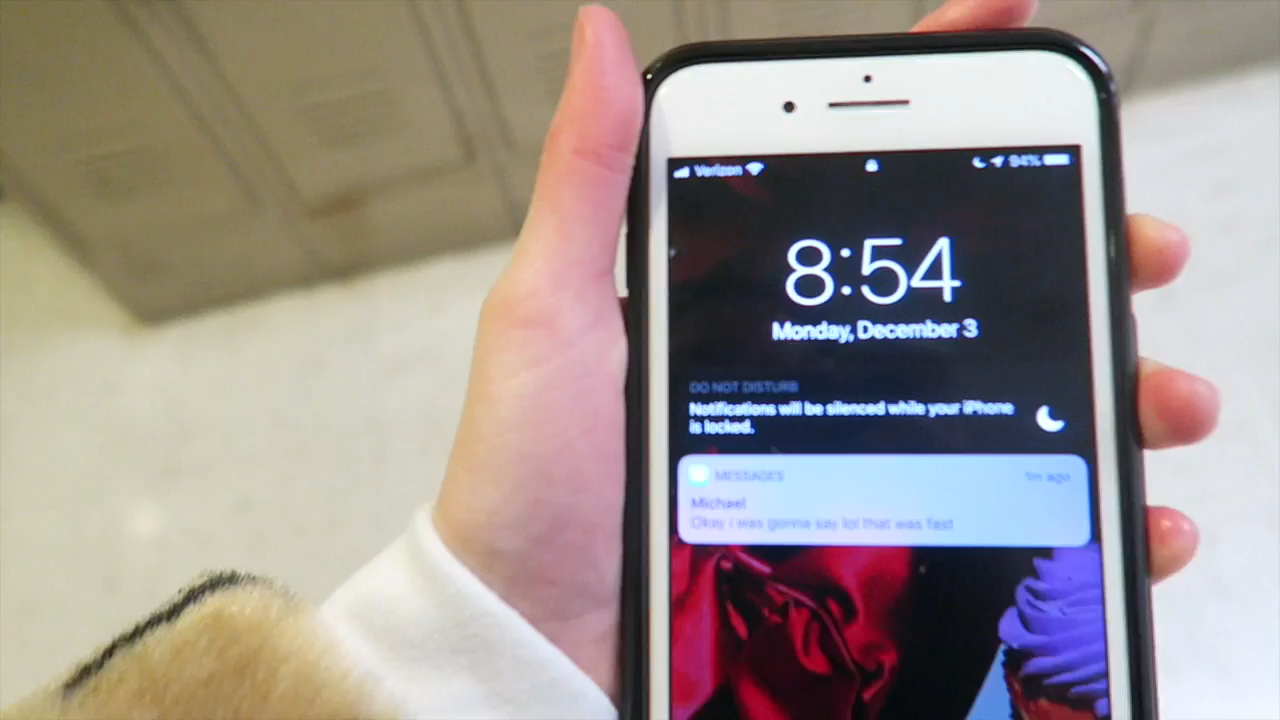 Verizon
94%
8:54
Monday, December 3
DO NOT DISTURB
Notifications will be silenced while your iPhone
is locked.
MESSAGES
1m ago
Michael
Okay i was gonna say lol that was fast